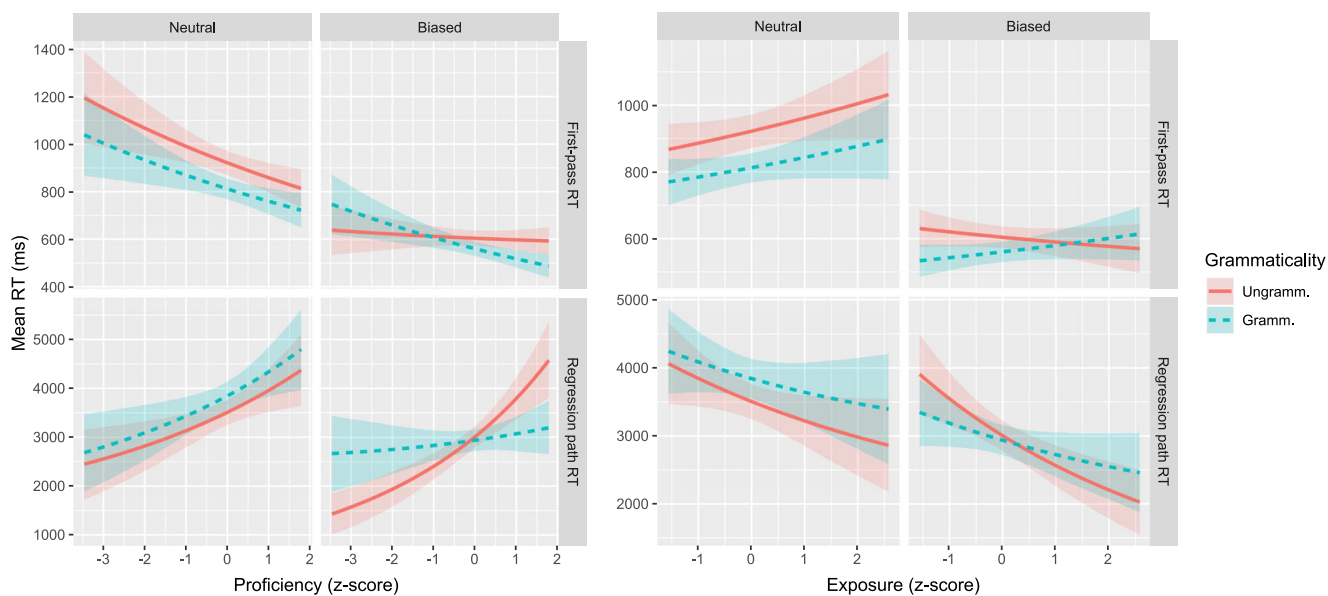 Neutral
Biased
1400
1200
1000
800
600
400
First-pass RT
5000
4000
3000
2000
1000
Regression path RT
-3 -2 -1 0 1 2
-3 -2 -1 0 1 2
Mean RT (ms)
Proficiency (z-score)
Neutral
Biased
1000
800
600
First-pass RT
5000
4000
3000
2000
Regression path RT
-1 0 1 2
-1 0 1 2
Exposure (z-score)
Grammaticality
Ungramm.
Gramm.